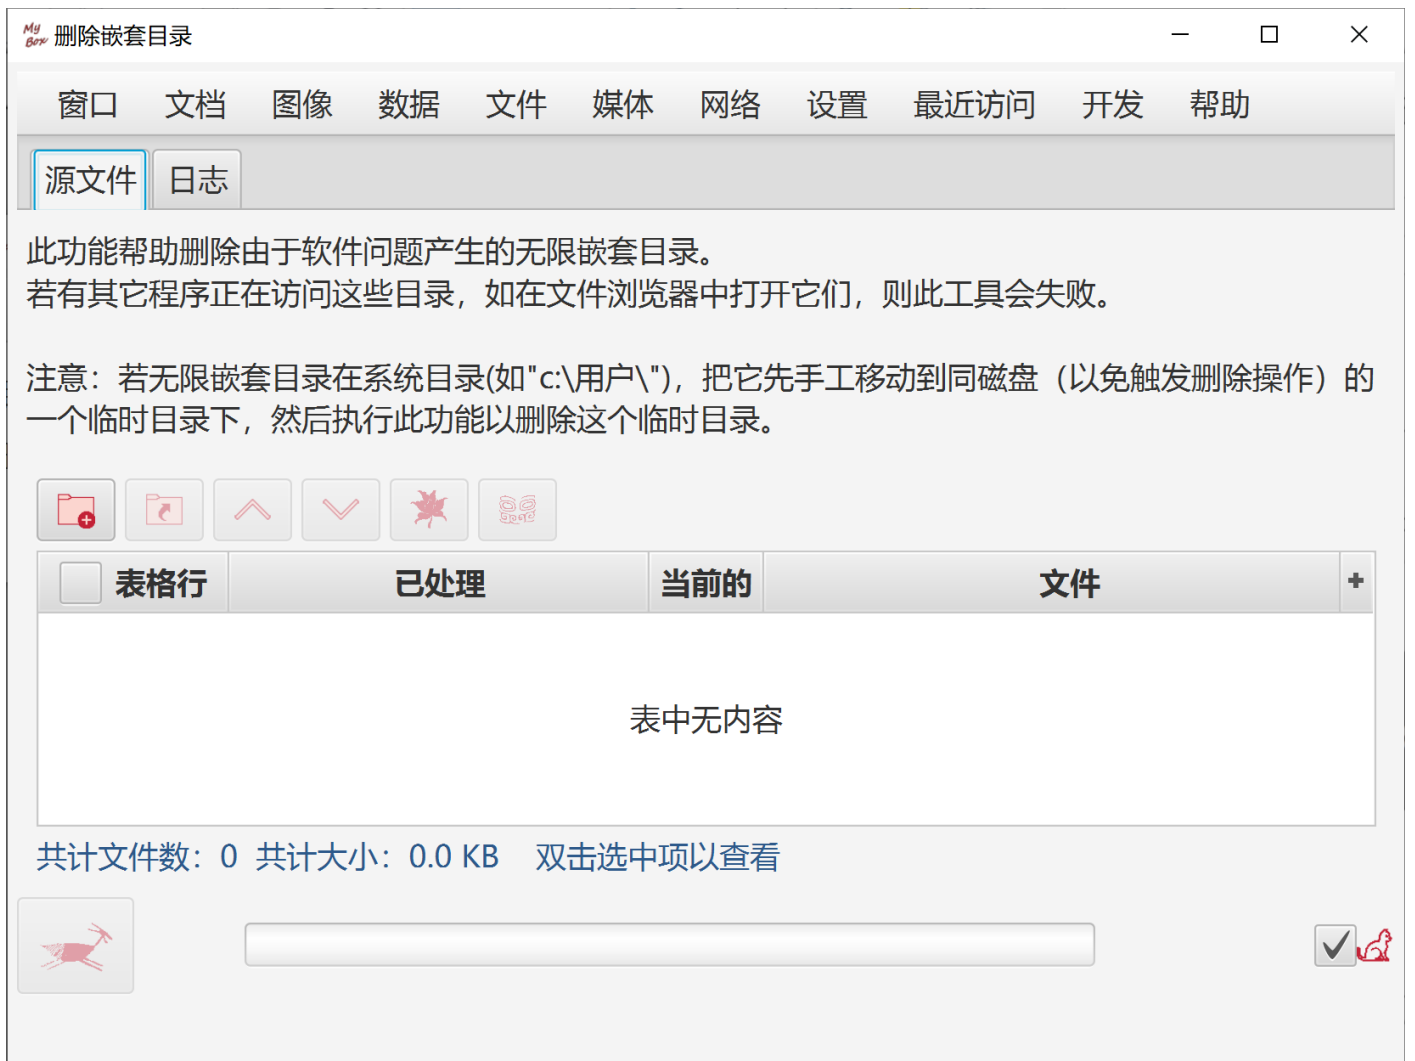 My Box 删除嵌套目录
窗口 文档 图像 数据 文件 媒体 网络 设置 最近访问 开发 帮助
源文件 日志
此功能帮助删除由于软件问题产生的无限嵌套目录。
若有其它程序正在访问这些目录，如在文件浏览器中打开它们，则此工具会失败。
注意：若无限嵌套目录在系统目录(如"c:\用户\")，把它先手工移动到同磁盘（以免触发删除操作）的
一个临时目录下，然后执行此功能以删除这个临时目录。
表格行 已处理 当前的 文件 +
表中无内容
共计文件数：0 共计大小：0.0 KB 双击选中项以查看